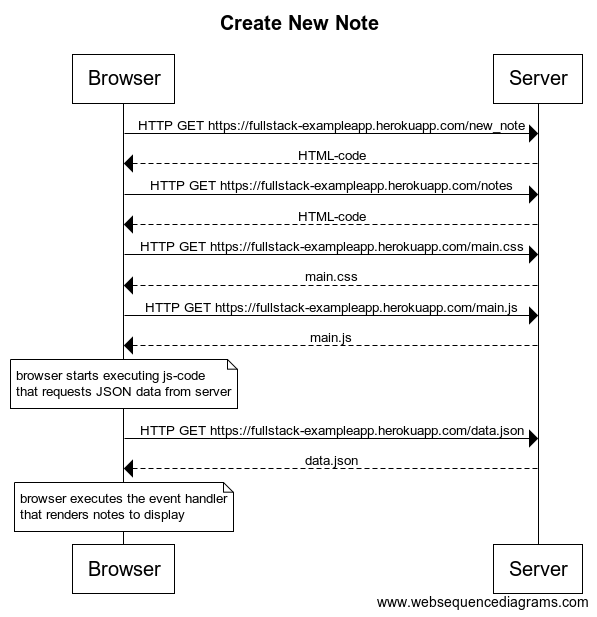 Create New Note
Browser
Server
HTTP GET https://fullstack-exampleapp.herokuapp.com/new_note
HTML-code
HTTP GET https://fullstack-exampleapp.herokuapp.com/notes
HTML-code
HTTP GET https://fullstack-exampleapp.herokuapp.com/main.css
main.css
HTTP GET https://fullstack-exampleapp.herokuapp.com/main.js
main.js
browser starts executing js-code
that requests JSON data from server
HTTP GET https://fullstack-exampleapp.herokuapp.com/data.json
data.json
browser executes the event handler
that renders notes to display
Browser
Server
www.websequencediagrams.com